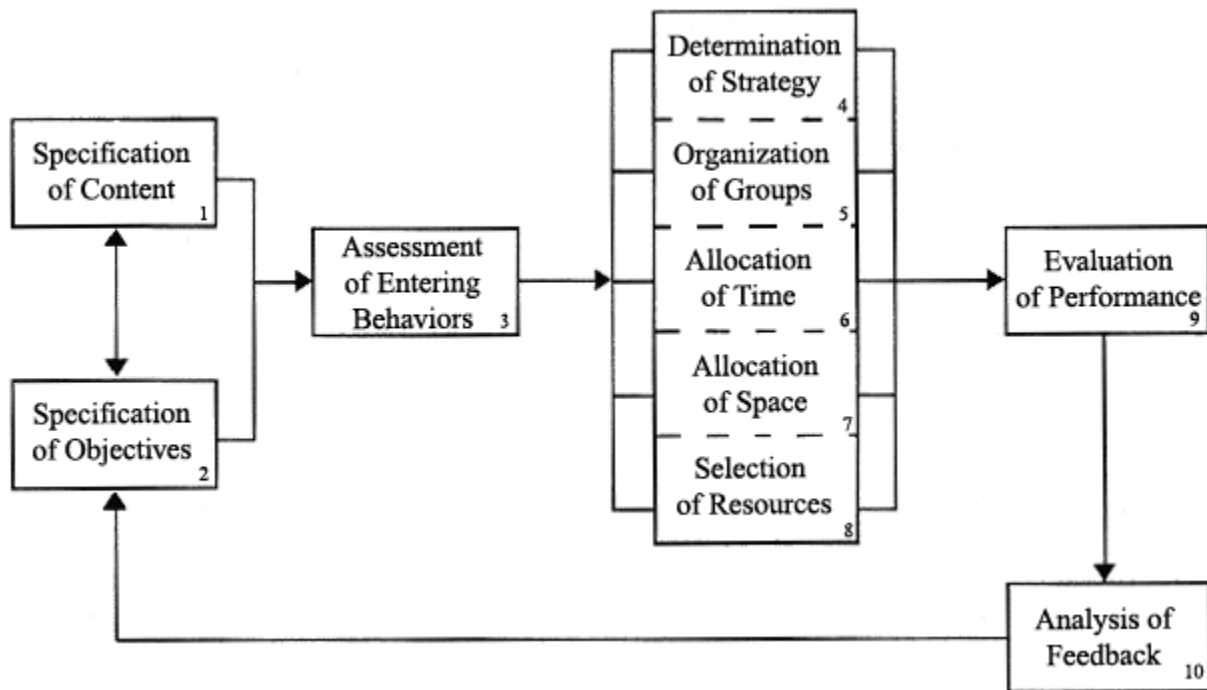 Specification
of Content
1
Specification
of Objectives
2
Assessment
of Entering
Behaviors 3
Determination
of Strategy
4
Organization
of Groups
5
Allocation
of Time
6
Allocation
of Space
7
Selection
of Resources
8
Evaluation
of Performance
9
Analysis of
Feedback
10